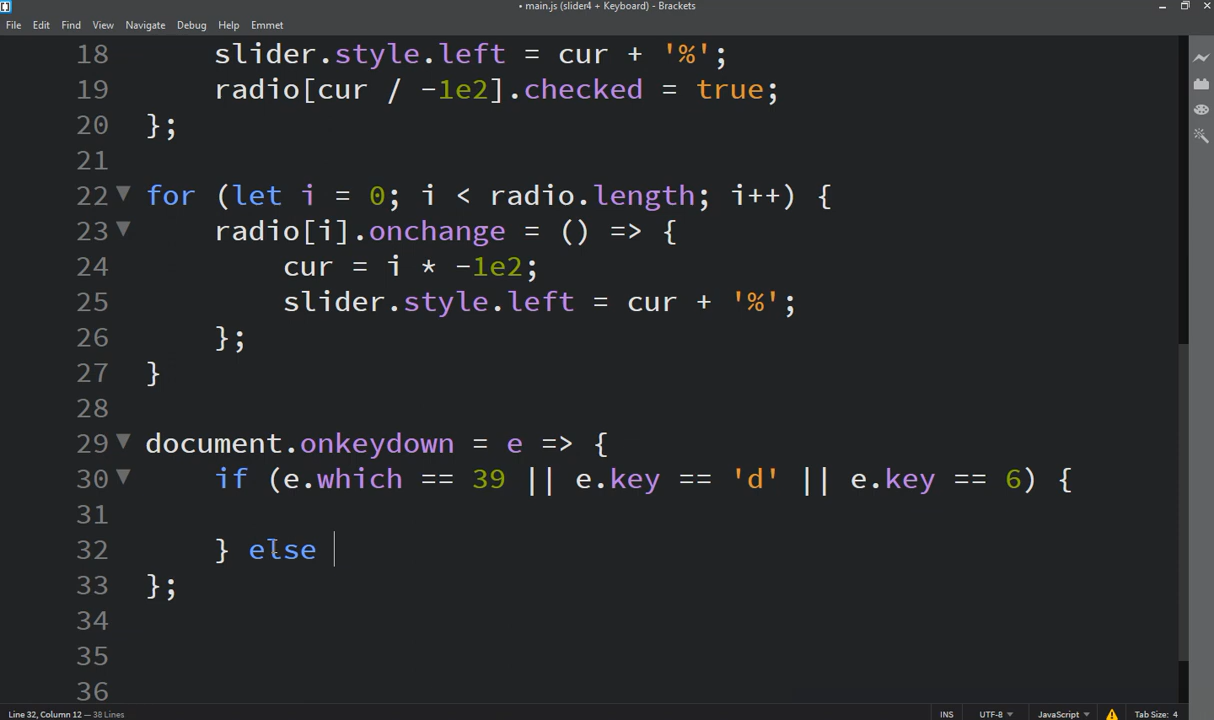 • main.js (slider4 + Keyboard) - Brackets
File Edit Find View Navigate Debug Help Emmet
18 slider.style.left = cur + '%';
19 radio[cur / -1e2].checked = true;
20 };
21
22 for (let i = 0; i < radio.length; i++) {
23 radio[i].onchange = () => {
24 cur = i * -1e2;
25 slider.style.left = cur + '%';
26 };
27 }
28
29 document.onkeydown = e => {
30 if (e.which == 39 || e.key == 'd' || e.key == 6) {
31
32 } else
33 };
34
35
36
Line 32, Column 12 — 38 Lines INS UTF-8 JavaScript Tab Size: 4